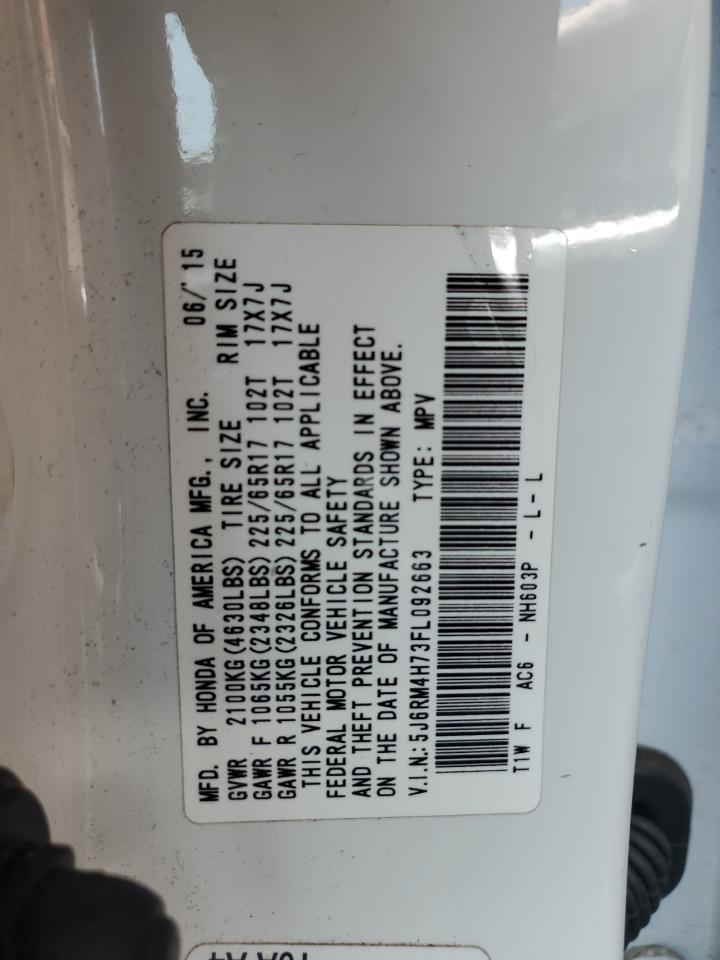 MFD. BY HONDA OF AMERICA MFG., INC. 06/'15
GVWR 2100KG(4630LBS) TIRE SIZE RIM SIZE
GAWR F 1065KG(2348LBS) 225/65R17 102T 17X7J
GAWR R 1055KG(2326LBS) 225/65R17 102T 17X7J
THIS VEHICLE CONFORMS TO ALL APPLICABLE
FEDERAL MOTOR VEHICLE SAFETY
AND THEFT PREVENTION STANDARDS IN EFFECT
ON THE DATE OF MANUFACTURE SHOWN ABOVE.
V.I.N.: 5J6RM4H73FL092663 TYPE: MPV
T1W F AC6 - NH603P - L - L